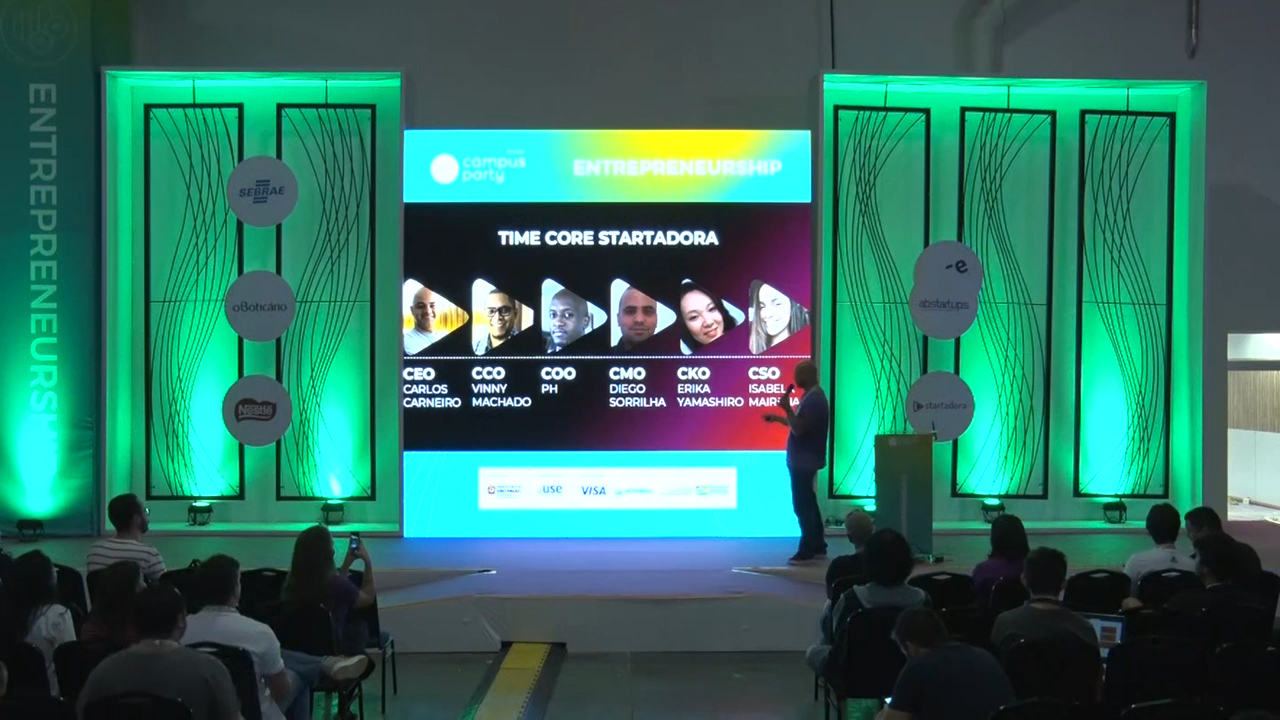 ENTREPRENEURSHIP
SEBRAE
oBoticário
Nestlé
campus
party
ENTREPRENEURSHIP
TIME CORE STARTADORA
CEO
CARLOS
CARNEIRO
CCO
VINNY
MACHADO
COO
PH
CMO
DIEGO
SORRILHA
CKO
ERIKA
YAMASHIRO
CSO
use
VISA
-e
abstartups
startadora